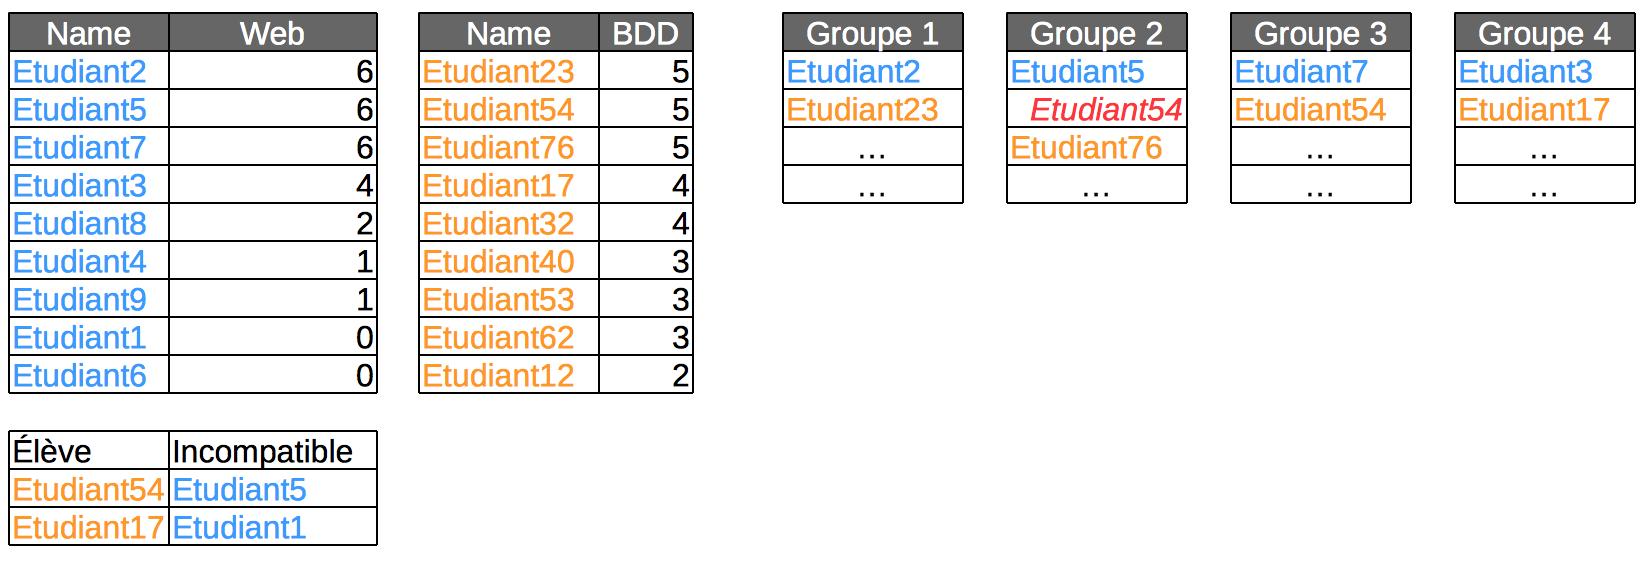 Name Web
Etudiant2 6
Etudiant5 6
Etudiant7 6
Etudiant3 4
Etudiant8 2
Etudiant4 1
Etudiant9 1
Etudiant1 0
Etudiant6 0
Name BDD
Etudiant23 5
Etudiant54 5
Etudiant76 5
Etudiant17 4
Etudiant32 4
Etudiant40 3
Etudiant53 3
Etudiant62 3
Etudiant12 2
Groupe 1
Etudiant2
Etudiant23
...
...
Groupe 2
Etudiant5
Etudiant54
Etudiant76
...
Groupe 3
Etudiant7
Etudiant54
...
...
Groupe 4
Etudiant3
Etudiant17
...
...
Élève Incompatible
Etudiant54 Etudiant5
Etudiant17 Etudiant1